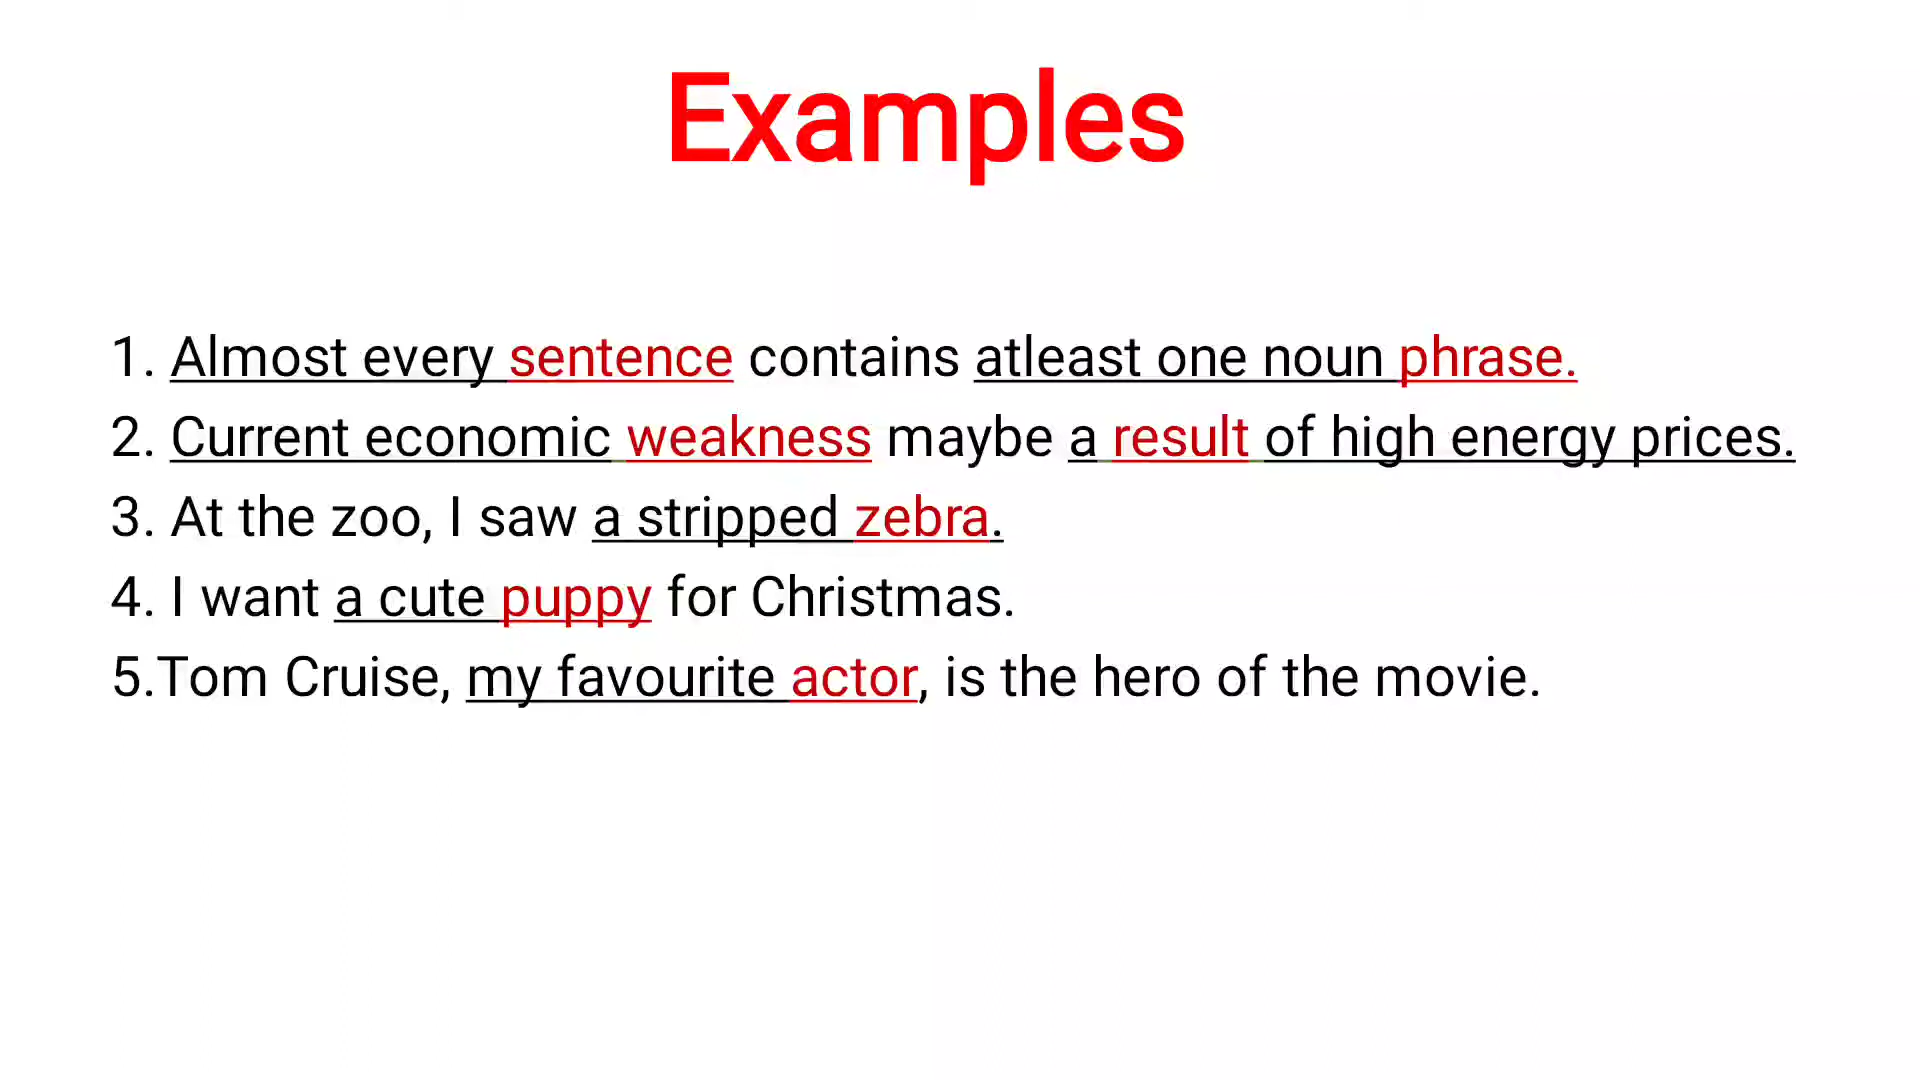 Examples
1. Almost every sentence contains atleast one noun phrase.
2. Current economic weakness maybe a result of high energy prices.
3. At the zoo, I saw a stripped zebra.
4. I want a cute puppy for Christmas.
5.Tom Cruise, my favourite actor, is the hero of the movie.